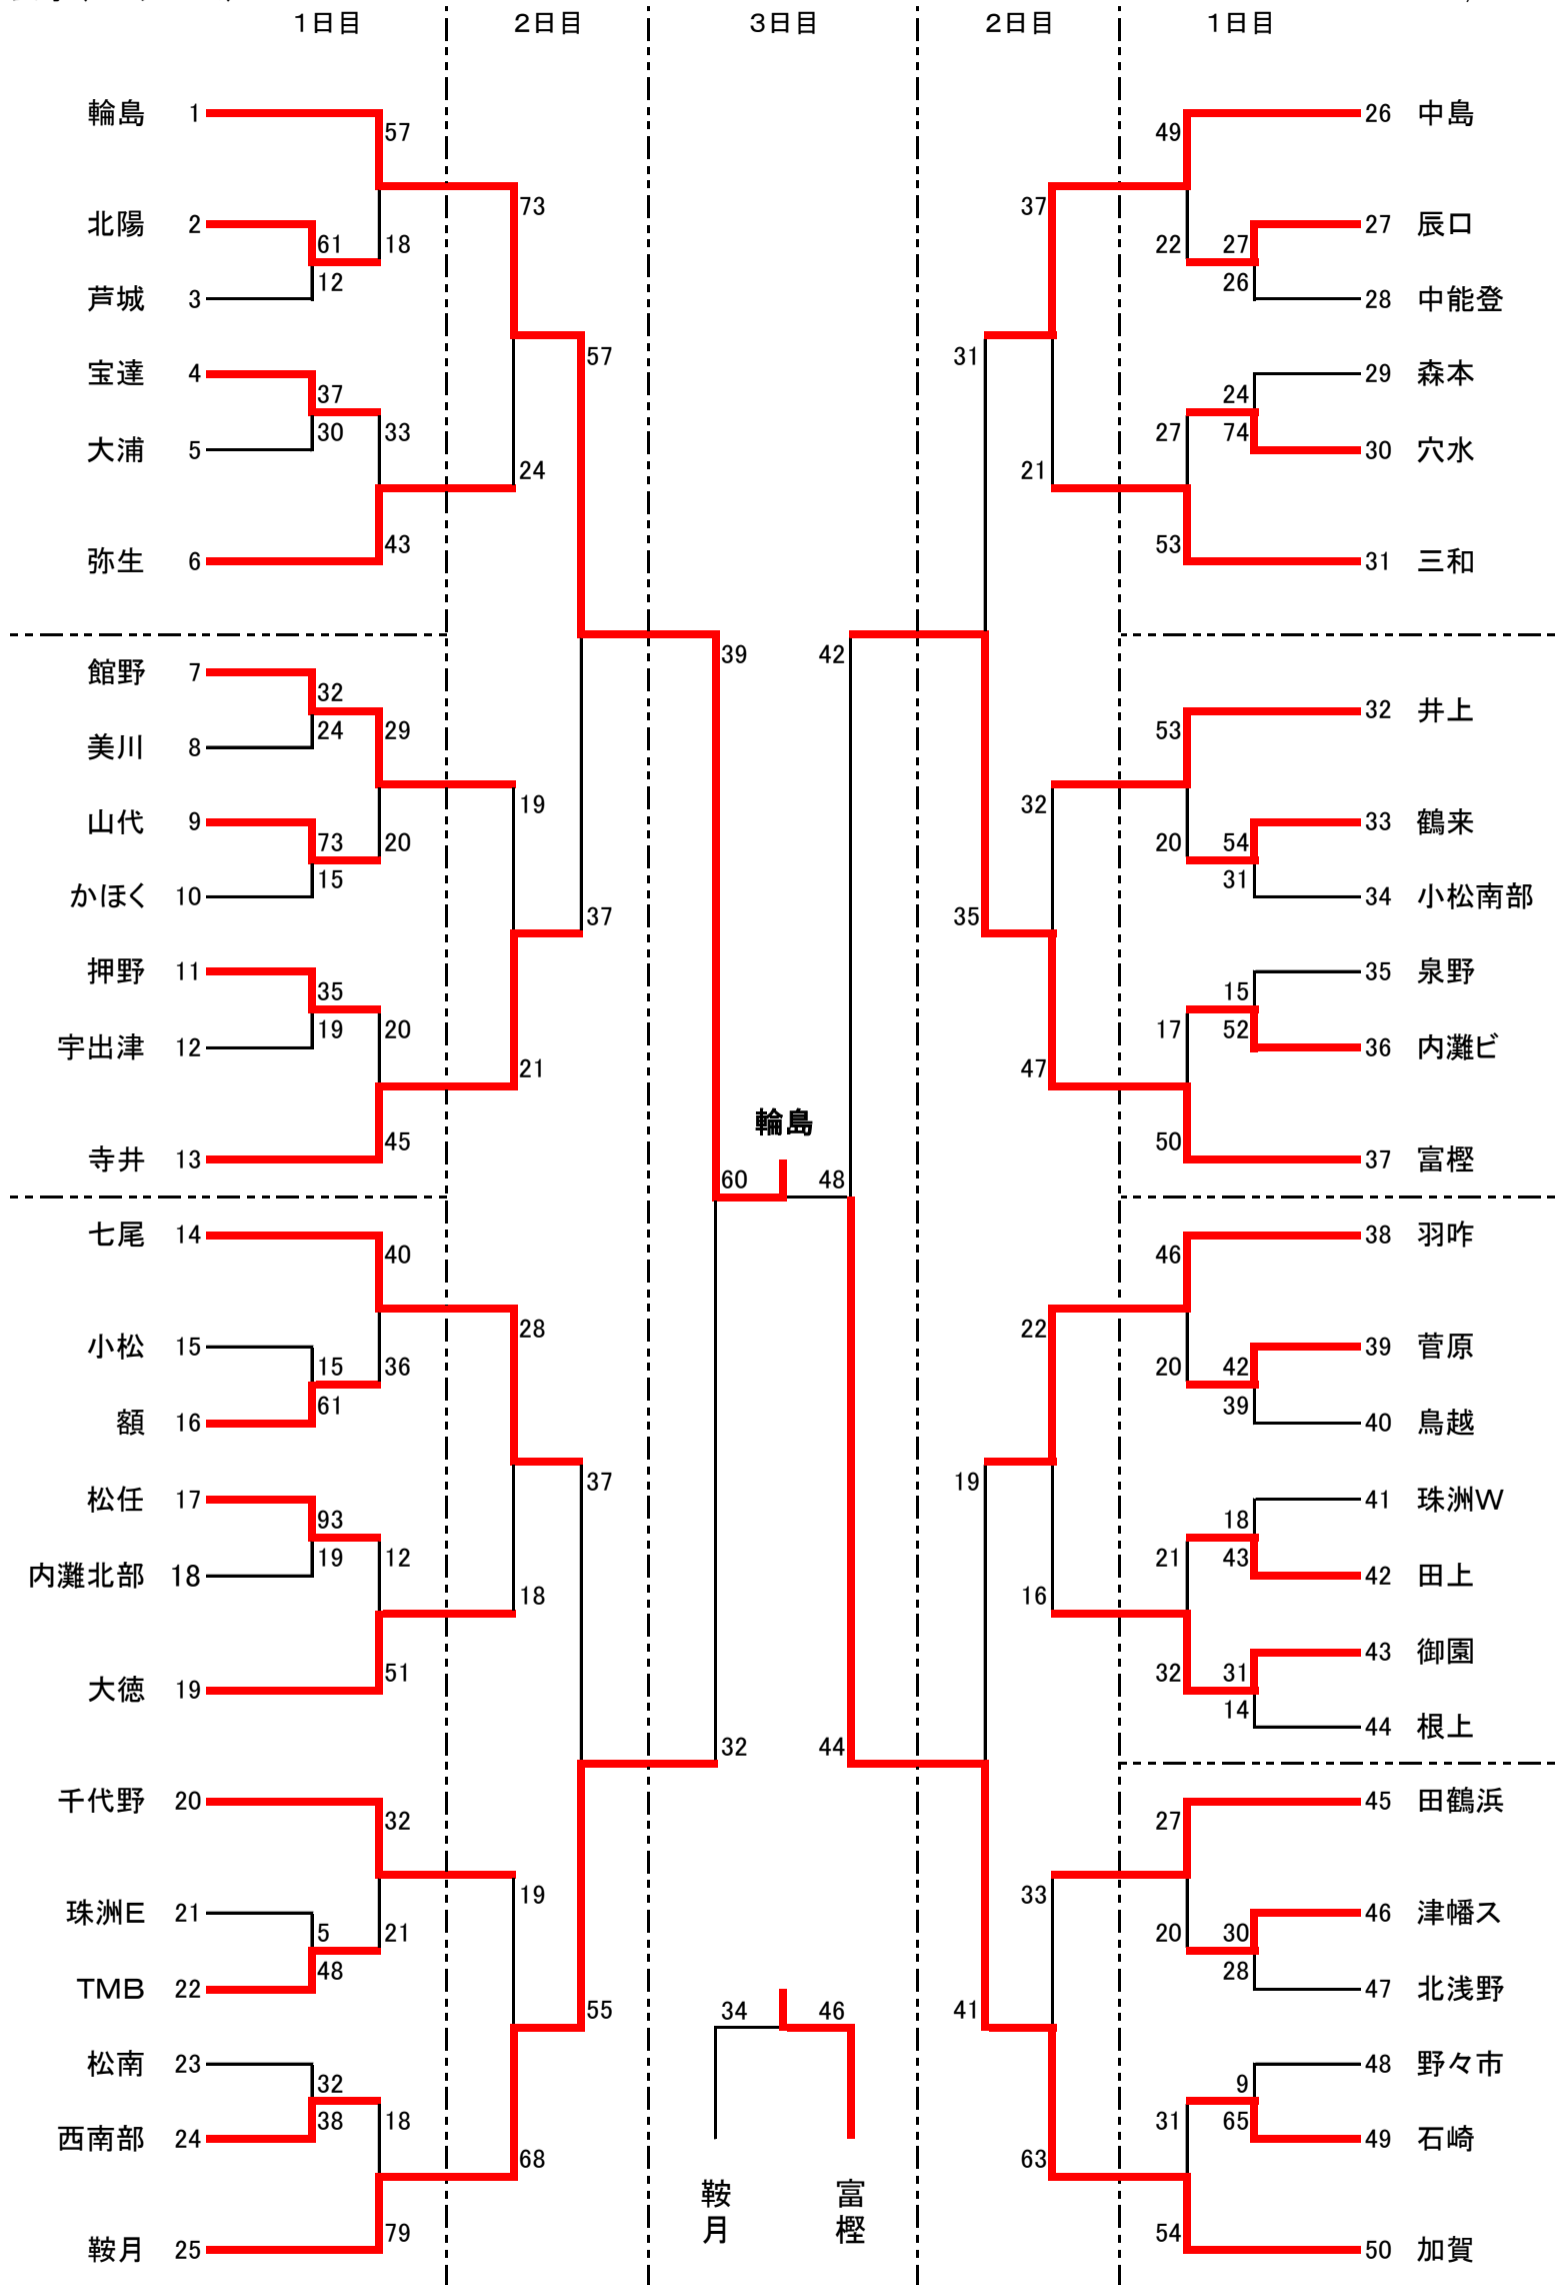 1日目 2日目 3日目 2日目 1日目
輪島 1
57
73
北陽 2
61
18
12
芦城 3
宝達 4
37
57
30
33
大浦 5
24
43
弥生 6
39
館野 7
32
24
29
美川 8
19
山代 9
73
20
15
かほく 10
37
押野 11
35
19
20
宇出津 12
21
45
寺井 13
輪島
60 48
七尾 14
40
28
小松 15
15
36
61
額 16
37
松任 17
93
19
12
内灘北部 18
18
51
大徳 19
32
千代野 20
32
19
珠洲E 21
5
21
48
TMB 22
55
松南 23
32
38
18
西南部 24
68
79
鞍月 25
34 46
鞍月
富樫
26 中島
49
37
27 辰口
22
27
26
28 中能登
31
29 森本
24
27
74
30 穴水
21
53
31 三和
42
32 井上
53
32
33 鶴来
20
54
31
34 小松南部
35
35 泉野
15
17
52
36 内灘ビ
47
50
37 富樫
38 羽咋
46
22
39 菅原
20
42
39
40 鳥越
19
41 珠洲W
18
21
43
42 田上
16
43 御園
32
31
14
44 根上
44
45 田鶴浜
27
33
46 津幡ス
20
30
28
47 北浅野
41
48 野々市
9
31
65
49 石崎
63
54
50 加賀